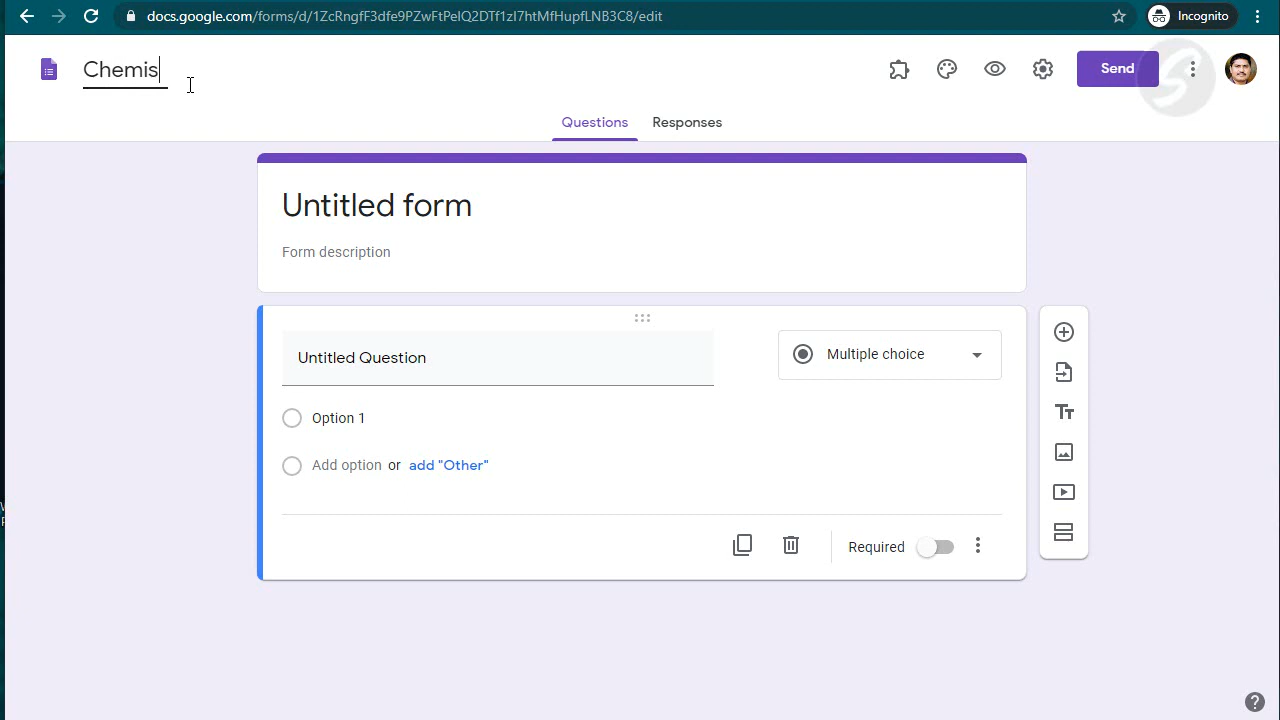 docs.google.com/forms/d/1ZcRngfF3dfe9PZwFtPelQ2DTf1zI7htMfHupfLNB3C8/edit
Incognito
Chemis
Send
Questions
Responses
Untitled form
Form description
Untitled Question
Multiple choice
Option 1
Add option or add "Other"
Required